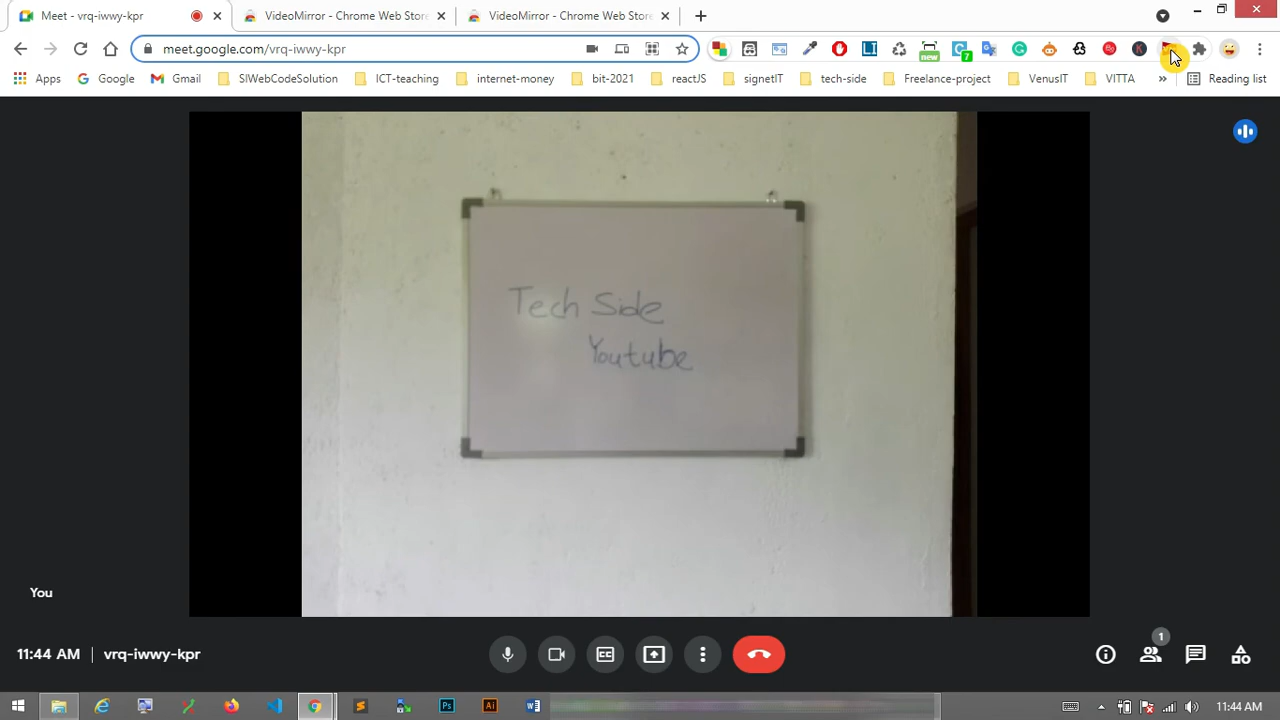 Meet - vrq-iwwy-kpr
VideoMirror - Chrome Web Store
VideoMirror - Chrome Web Store
meet.google.com/vrq-iwwy-kpr
new
7
Apps
Google
Gmail
SIWebCodeSolution
ICT-teaching
internet-money
bit-2021
reactJS
signetIT
tech-side
Freelance-project
VenusIT
VITTA
»
Reading list
Tech Side
Youtube
You
11:44 AM | vrq-iwwy-kpr
1
11:44 AM